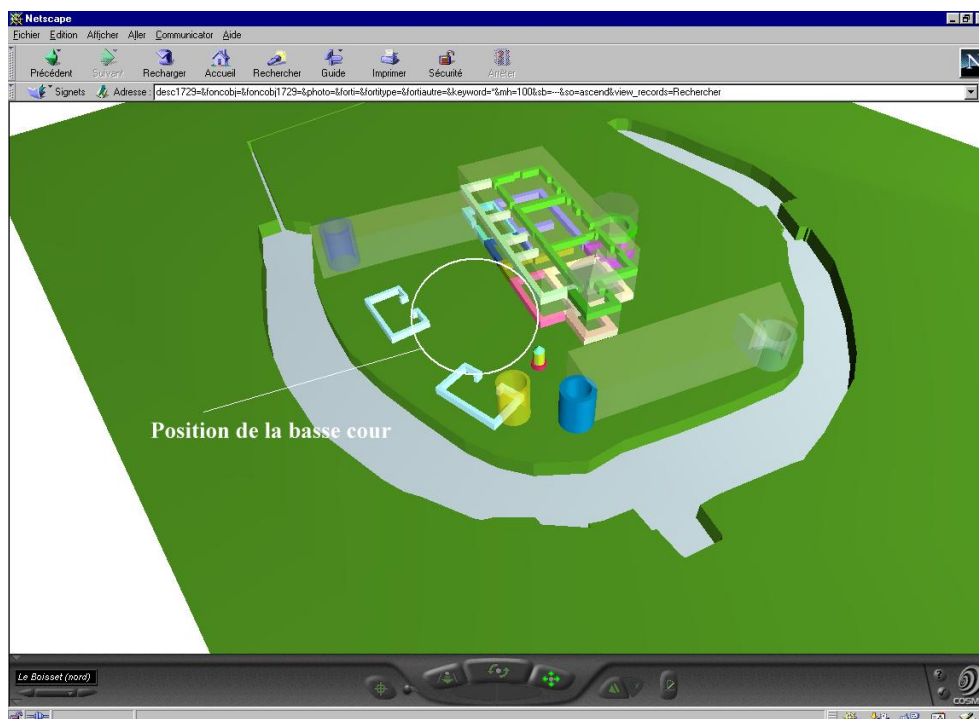 Netscape
Fichier Edition Afficher Aller Communicator Aide
Précédent Suivant Recharger Accueil Rechercher Guide Imprimer Sécurité Arrêter
N
Signets Adresse : desc1729=&foncobj=&foncobj1729=&photo=&forti=&fortitype=&fortiautre=&keyword=*&mh=100&sb=---&so=ascend&view_records=Rechercher
Position de la basse cour
Le Boisset (nord)
?
COSMO